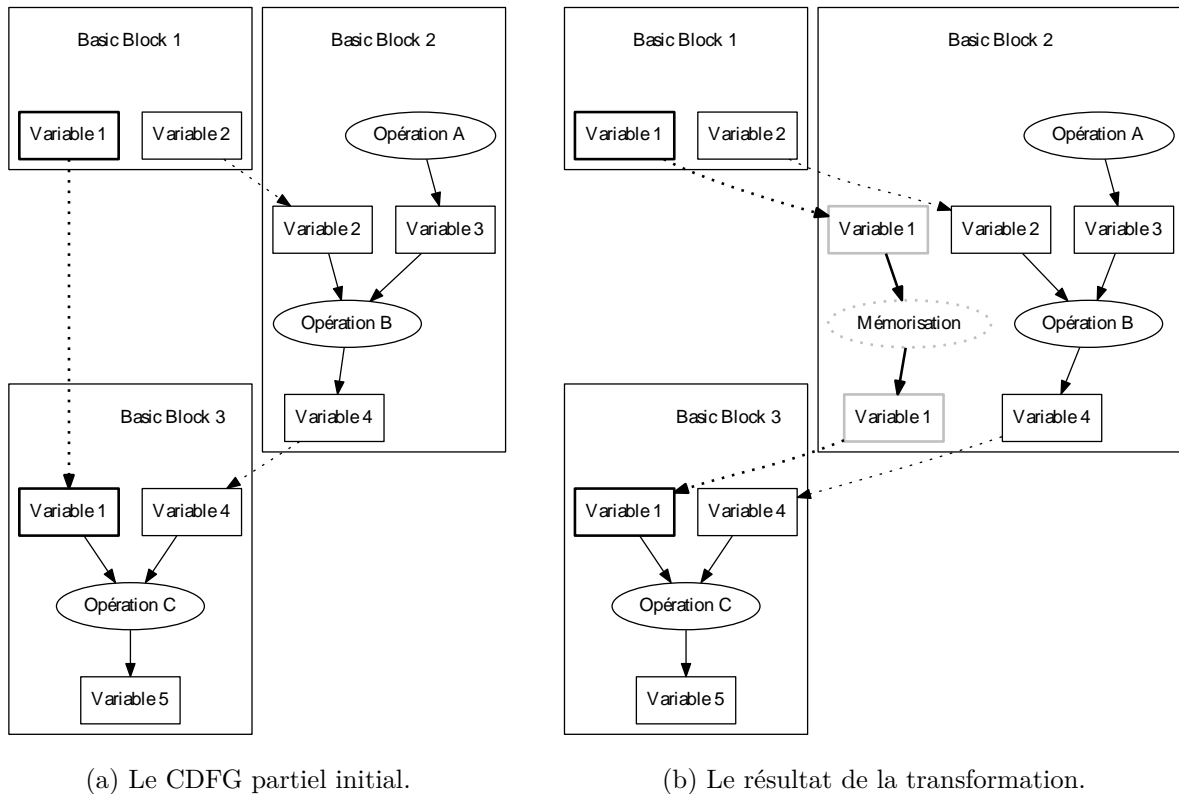 Basic Block 1
Variable 1
Variable 2
Basic Block 2
Opération A
Variable 2
Variable 3
Opération B
Variable 4
Basic Block 3
Variable 1
Variable 4
Opération C
Variable 5
(a) Le CDFG partiel initial.
Basic Block 1
Variable 1
Variable 2
Basic Block 2
Opération A
Variable 1
Variable 2
Variable 3
Mémorisation
Opération B
Variable 1
Variable 4
Basic Block 3
Variable 1
Variable 4
Opération C
Variable 5
(b) Le résultat de la transformation.